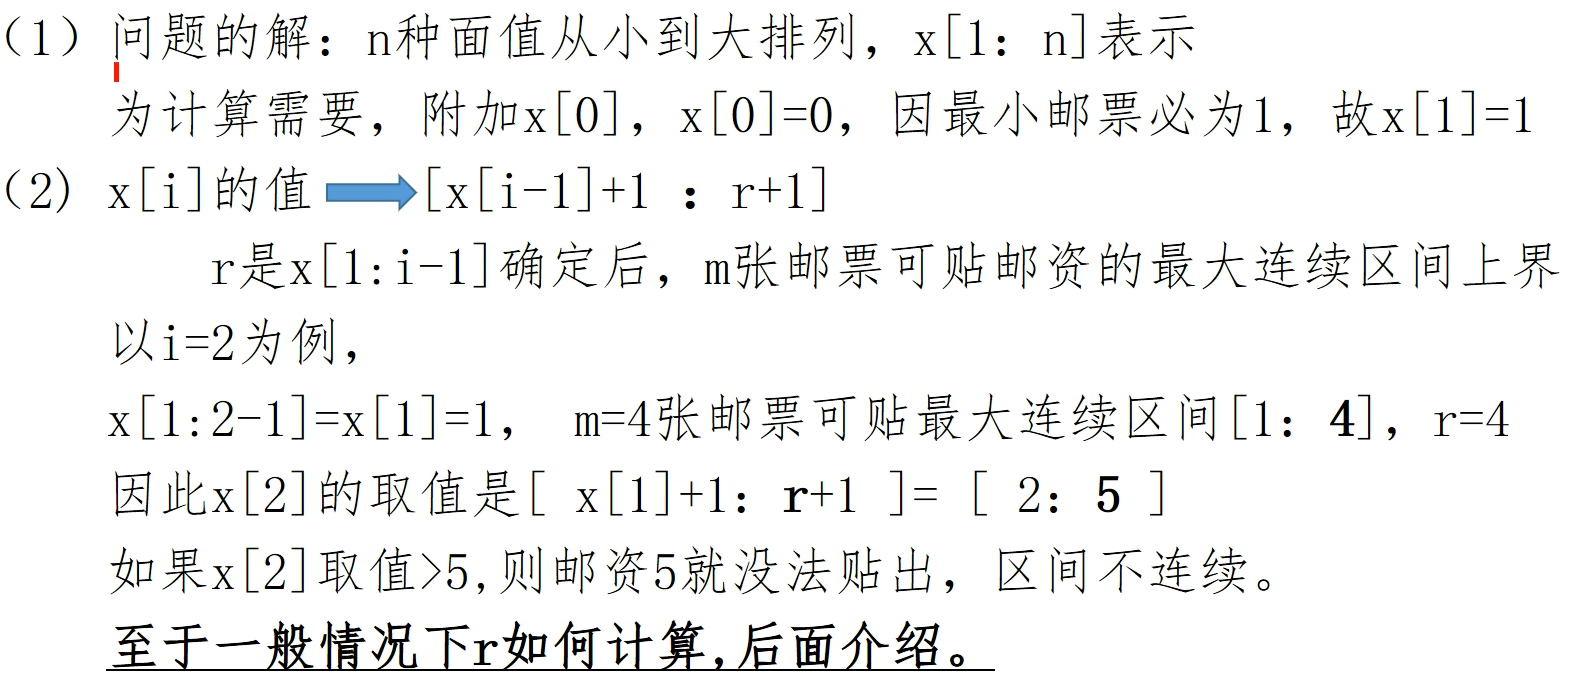 （1）问题的解：n种面值从小到大排列，x[1：n]表示
为计算需要，附加x[0]，x[0]=0，因最小邮票必为1，故x[1]=1
（2）x[i]的值 [x[i-1]+1 ：r+1]
r是x[1:i-1]确定后，m张邮票可贴邮资的最大连续区间上界
以i=2为例，
x[1:2-1]=x[1]=1， m=4张邮票可贴最大连续区间[1：4]，r=4
因此x[2]的取值是[ x[1]+1：r+1 ]= [ 2：5 ]
如果x[2]取值>5,则邮资5就没法贴出，区间不连续。
至于一般情况下r如何计算,后面介绍。